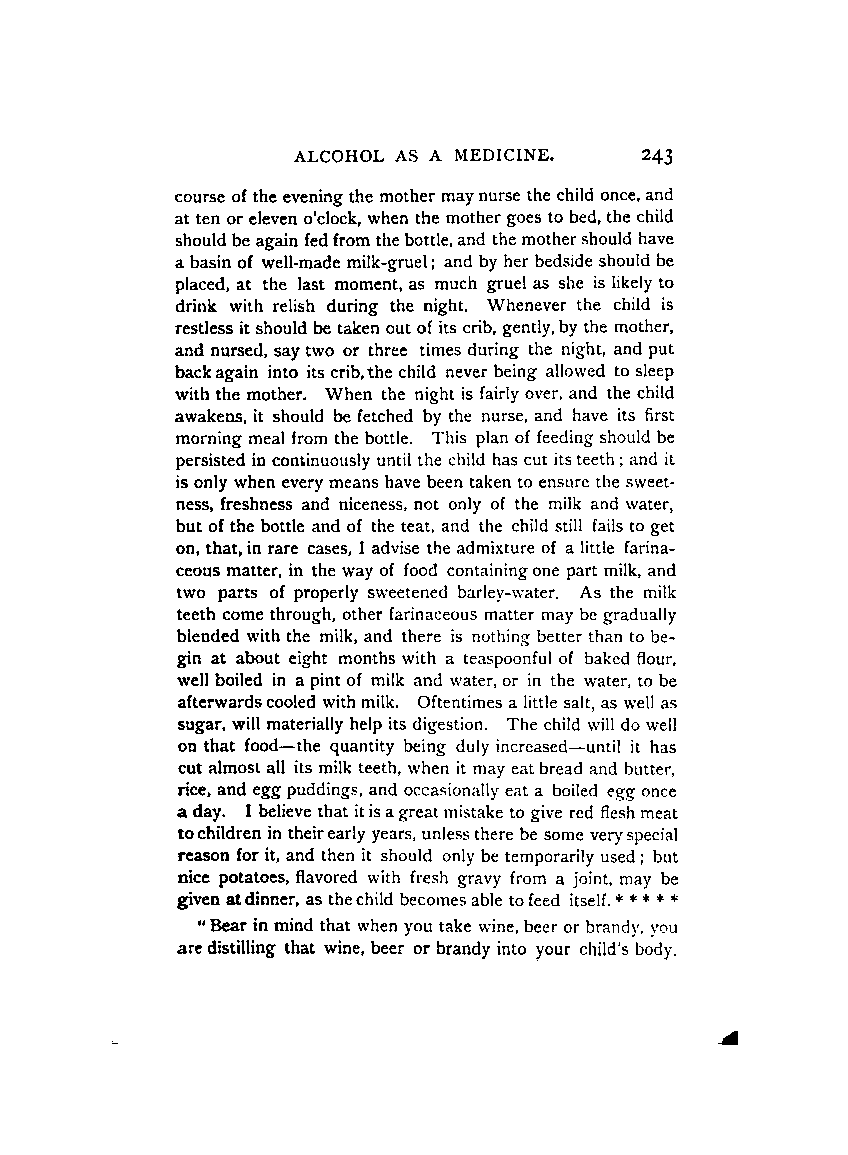 ALCOHOL AS A MEDICINE. 243
course of the evening the mother may nurse the child once, and
at ten or eleven o'clock, when the mother goes to bed, the child
should be again fed from the bottle, and the mother should have
a basin of well-made milk-gruel; and by her bedside should be
placed, at the last moment, as much gruel as she is likely to
drink with relish during the night. Whenever the child is
restless it should be taken out of its crib, gently, by the mother,
and nursed, say two or three times during the night, and put
back again into its crib, the child never being allowed to sleep
with the mother. When the night is fairly over, and the child
awakens, it should be fetched by the nurse, and have its first
morning meal from the bottle. This plan of feeding should be
persisted in continuously until the child has cut its teeth; and it
is only when every means have been taken to ensure the sweet-
ness, freshness and niceness, not only of the milk and water,
but of the bottle and of the teat, and the child still fails to get
on, that, in rare cases, I advise the admixture of a little farina-
ceous matter, in the way of food containing one part milk, and
two parts of properly sweetened barley-water. As the milk
teeth come through, other farinaceous matter may be gradually
blended with the milk, and there is nothing better than to be-
gin at about eight months with a teaspoonful of baked flour,
well boiled in a pint of milk and water, or in the water, to be
afterwards cooled with milk. Oftentimes a little salt, as well as
sugar, will materially help its digestion. The child will do well
on that food—the quantity being duly increased—until it has
cut almost all its milk teeth, when it may eat bread and butter,
rice, and egg puddings, and occasionally eat a boiled egg once
a day. I believe that it is a great mistake to give red flesh meat
to children in their early years, unless there be some very special
reason for it, and then it should only be temporarily used; but
nice potatoes, flavored with fresh gravy from a joint, may be
given at dinner, as the child becomes able to feed itself. * * * * *
"Bear in mind that when you take wine, beer or brandy, you
are distilling that wine, beer or brandy into your child's body.